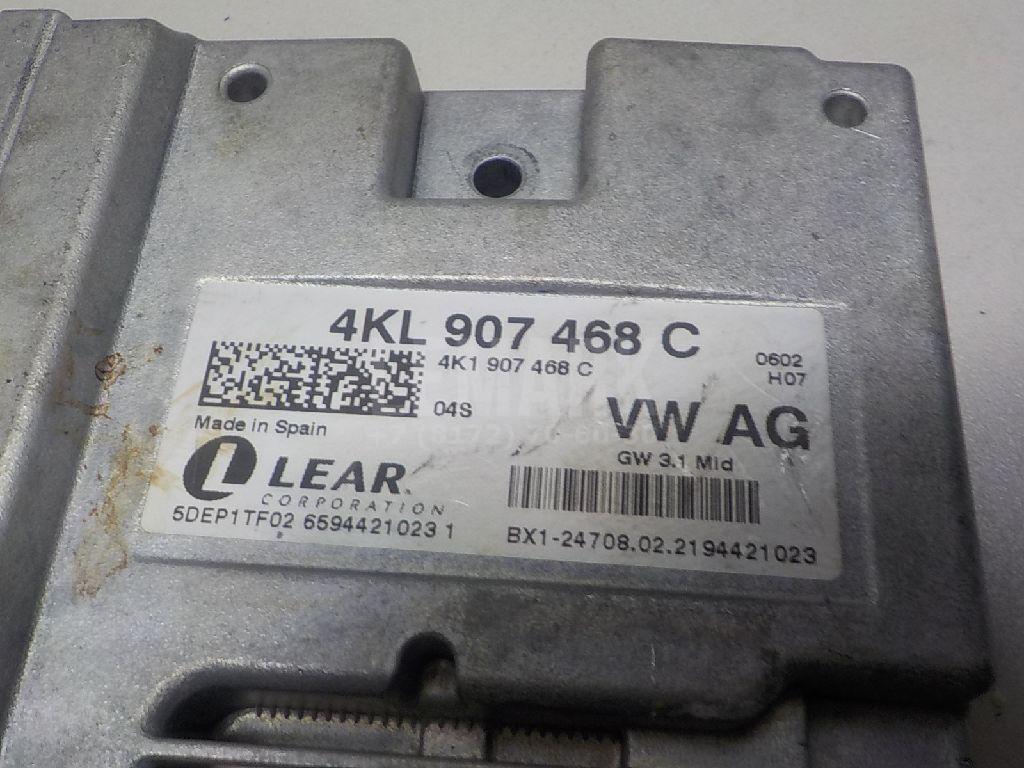 4KL 907 468 C
4K1 907 468 C
0602
H07
04S
VW AG
Made in Spain
GW 3.1 Mid
LEAR
CORPORATION
5DEP1TF02 6594421023 1
BX1-24708.02.2194421023